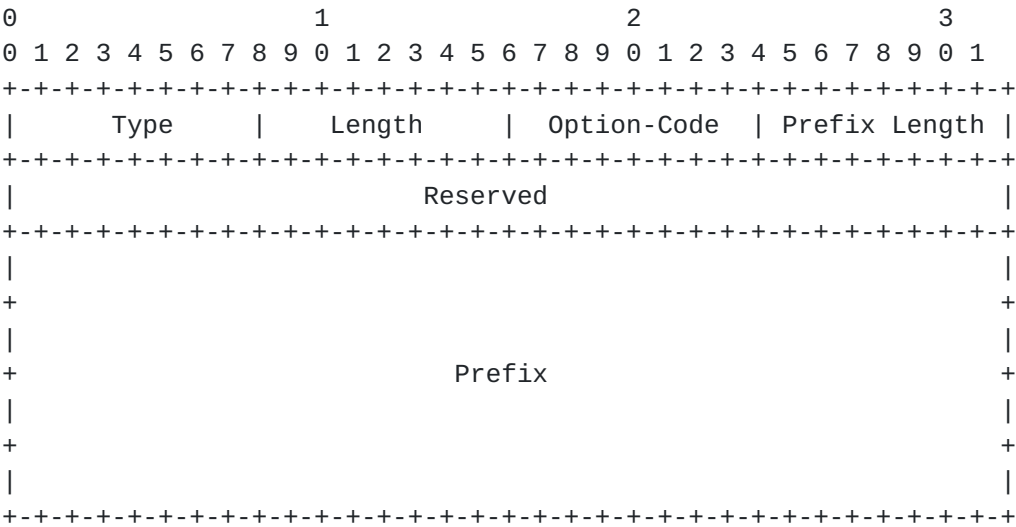 0                   1                   2                   3
0 1 2 3 4 5 6 7 8 9 0 1 2 3 4 5 6 7 8 9 0 1 2 3 4 5 6 7 8 9 0 1
+-+-+-+-+-+-+-+-+-+-+-+-+-+-+-+-+-+-+-+-+-+-+-+-+-+-+-+-+-+-+-+-+
|      Type     |    Length     |  Option-Code  | Prefix Length |
+-+-+-+-+-+-+-+-+-+-+-+-+-+-+-+-+-+-+-+-+-+-+-+-+-+-+-+-+-+-+-+-+
|                          Reserved                             |
+-+-+-+-+-+-+-+-+-+-+-+-+-+-+-+-+-+-+-+-+-+-+-+-+-+-+-+-+-+-+-+-+
|                                                               |
+                                                               +
|                                                               |
+                            Prefix                             +
|                                                               |
+                                                               +
|                                                               |
+-+-+-+-+-+-+-+-+-+-+-+-+-+-+-+-+-+-+-+-+-+-+-+-+-+-+-+-+-+-+-+-+